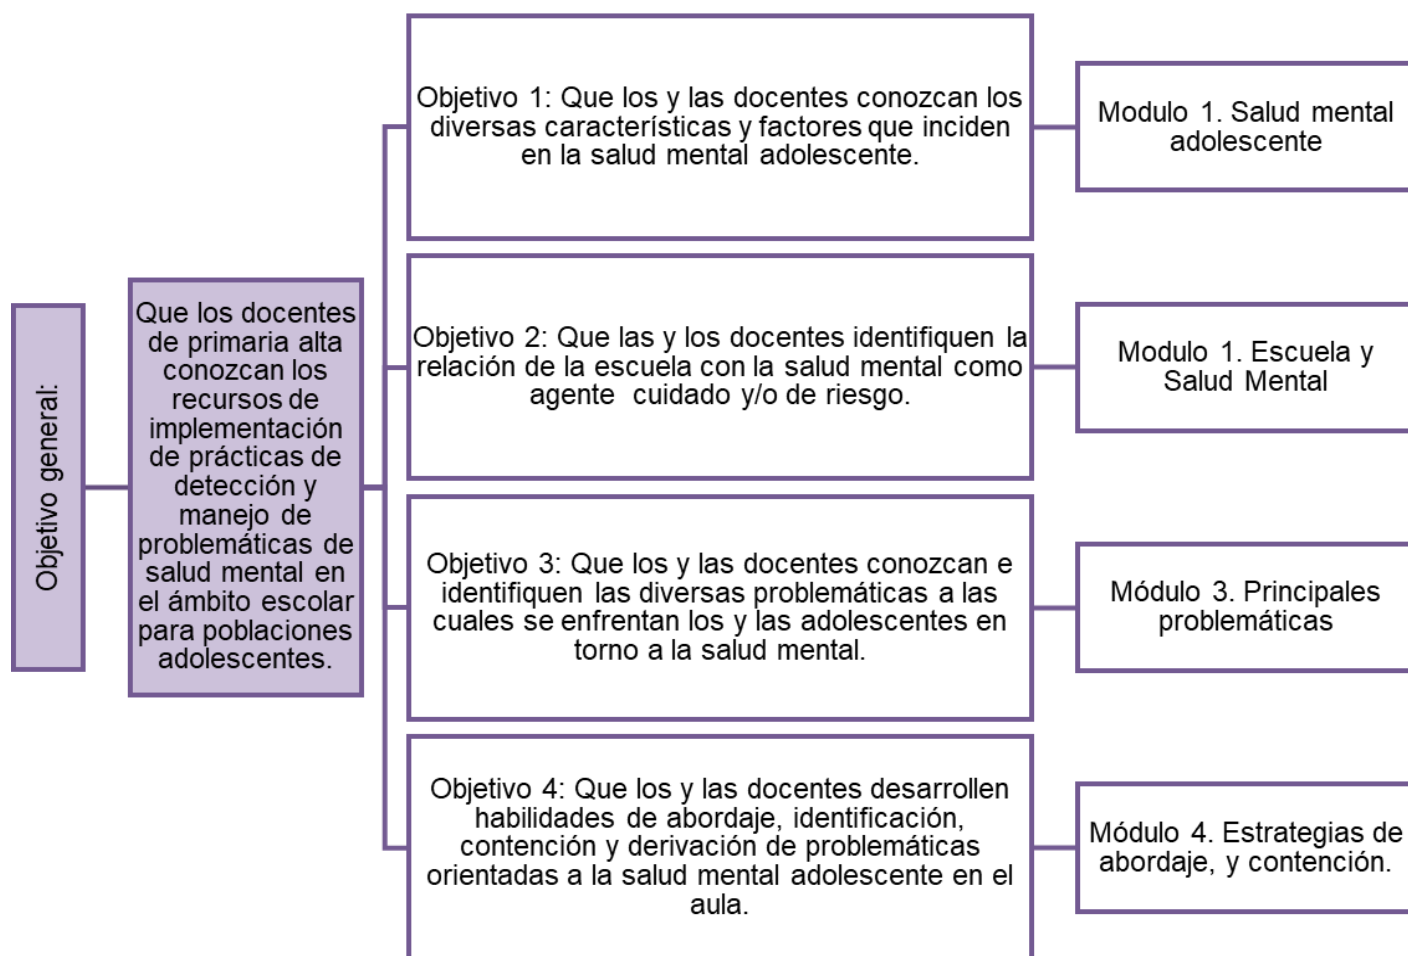 Objetivo general:
Que los docentes
de primaria alta
conozcan los
recursos de
implementación
de prácticas de
detección y
manejo de
problemáticas de
salud mental en
el ámbito escolar
para poblaciones
adolescentes.
Objetivo 1: Que los y las docentes conozcan los
diversas característicias y factores que inciden
en la salud mental adolescente.
Modulo 1. Salud mental
adolescente
Objetivo 2: Que las y los docentes identifiquen la
relación de la escuela con la salud mental como
agente cuidado y/o de riesgo.
Modulo 1. Escuela y
Salud Mental
Objetivo 3: Que los y las docentes conozcan e
identifiquen las diversas problemáticas a las
cuales se enfrentan los y las adolescentes en
torno a la salud mental.
Módulo 3. Principales
problemáticas
Objetivo 4: Que los y las docentes desarrollen
habilidades de abordaje, identificación,
contención y derivación de problemáticas
orientadas a la salud mental adolescente en el
aula.
Módulo 4. Estrategias de
abordaje, y contención.